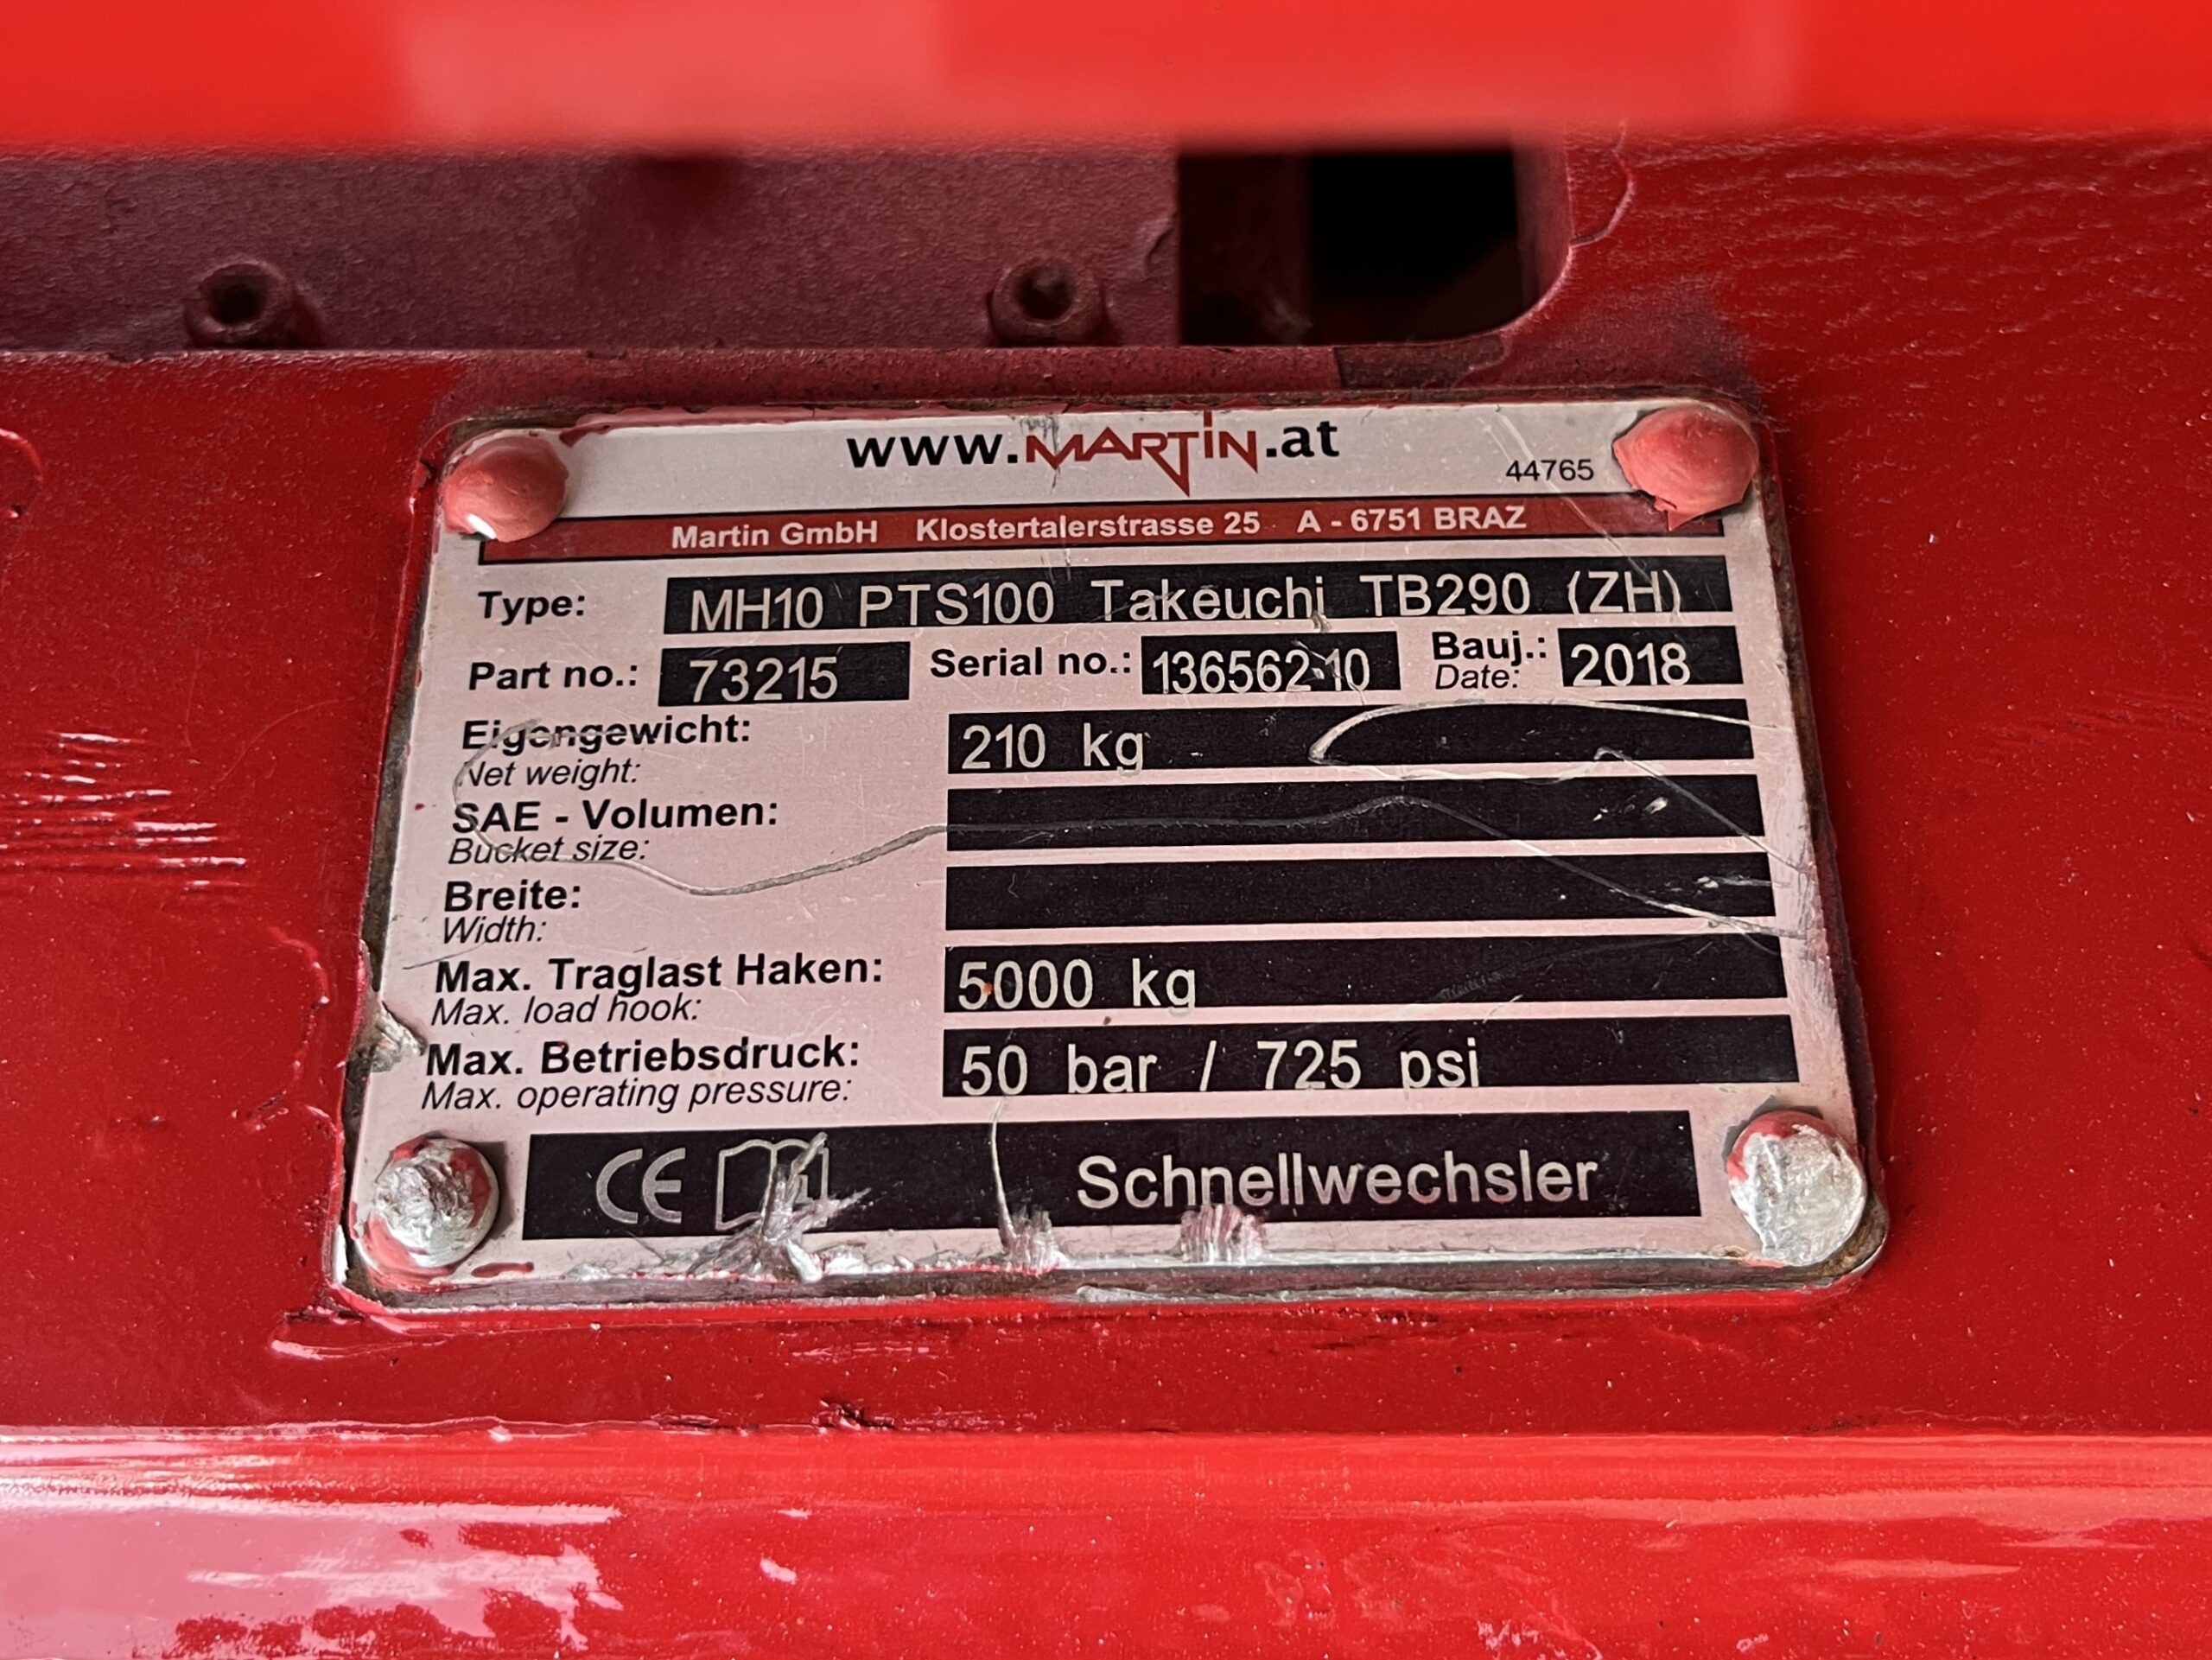 www.MARTIN.at
44765
Martin GmbH Klostertalerstrasse 25 A - 6751 BRAZ
Type: MH10 PTS100 Takeuchi TB290 (ZH)
Part no.: 73215 Serial no.: 136562-10 Bauj.: 2018
Date:
Eigengewicht: 210 kg
Net weight:
SAE - Volumen:
Bucket size:
Breite:
Width:
Max. Traglast Haken: 5000 kg
Max. load hook:
Max. Betriebsdruck: 50 bar / 725 psi
Max. operating pressure:
CE Schnellwechsler